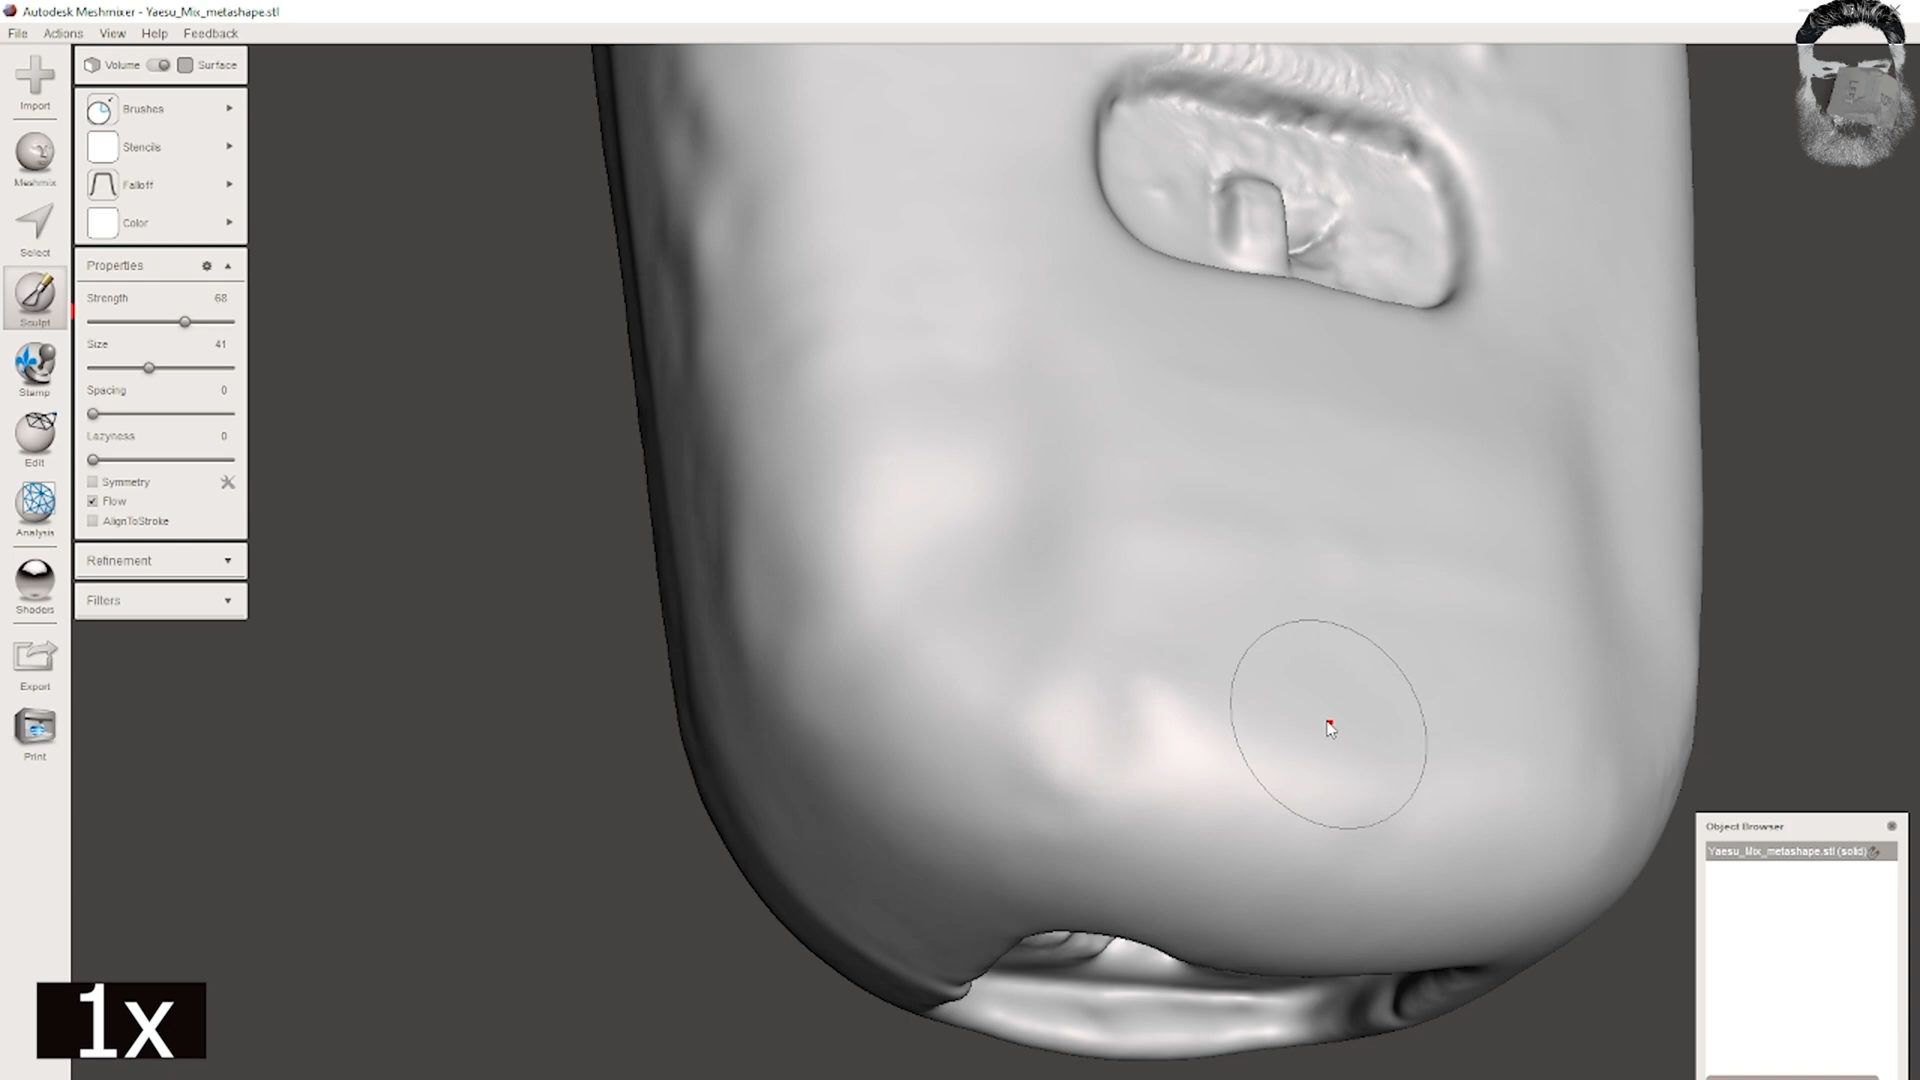 Autodesk Meshmixer - Yaesu_Mix_metashape.stl
File Actions View Help Feedback
Import
Meshmix
Select
Sculpt
Stamp
Edit
Analysis
Shaders
Export
Print
Volume Surface
Brushes
Stencils
Falloff
Color
Properties
Strength 68
Size 41
Spacing 0
Lazyness 0
Symmetry
Flow
AlignToStroke
Refinement
Filters
Object Browser
Yaesu_Mix_metashape.stl (solid)
1x
LEFT